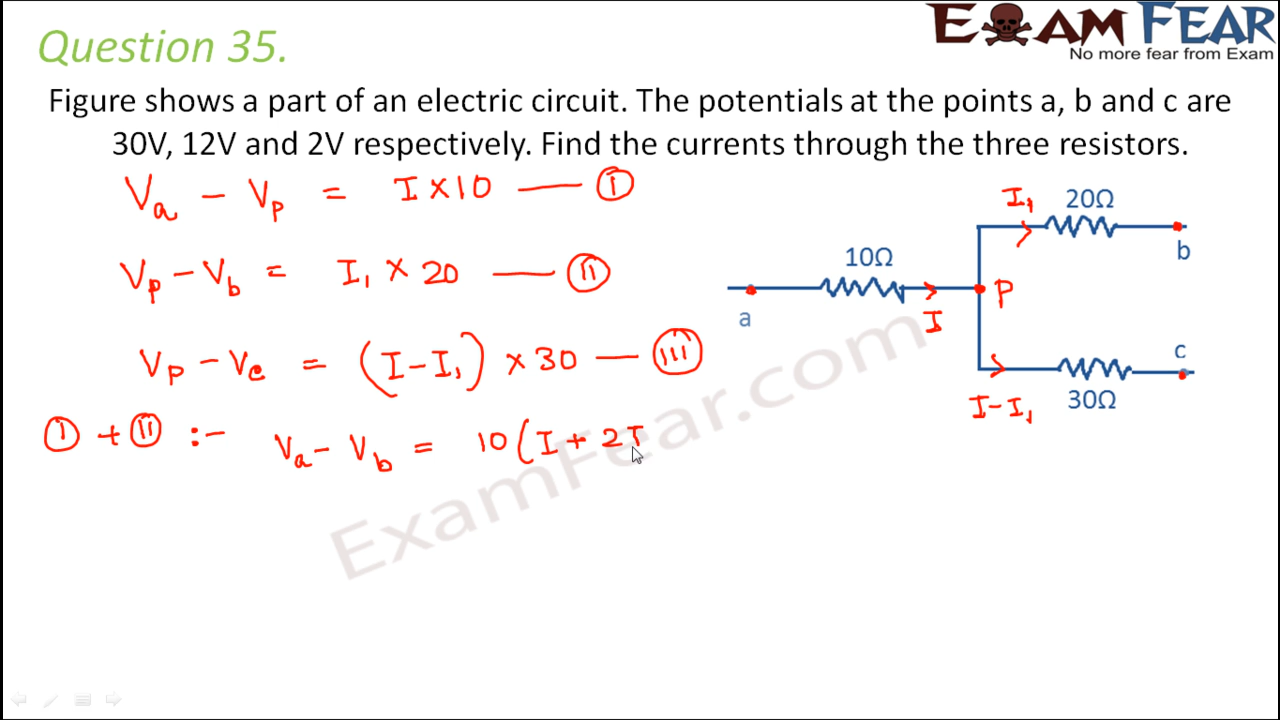 Question 35.
EXAM FEAR
No more fear from Exam
Figure shows a part of an electric circuit. The potentials at the points a, b and c are
30V, 12V and 2V respectively. Find the currents through the three resistors.
Va - Vp = I × 10 — I
Vp - Vb = I1 × 20 — II
Vp - Vc = (I - I1) × 30 — III
I + II :- Va - Vb = 10 (I + 2I
I1
20Ω
b
10Ω
P
a
I
c
30Ω
I - I1
ExamFear.com